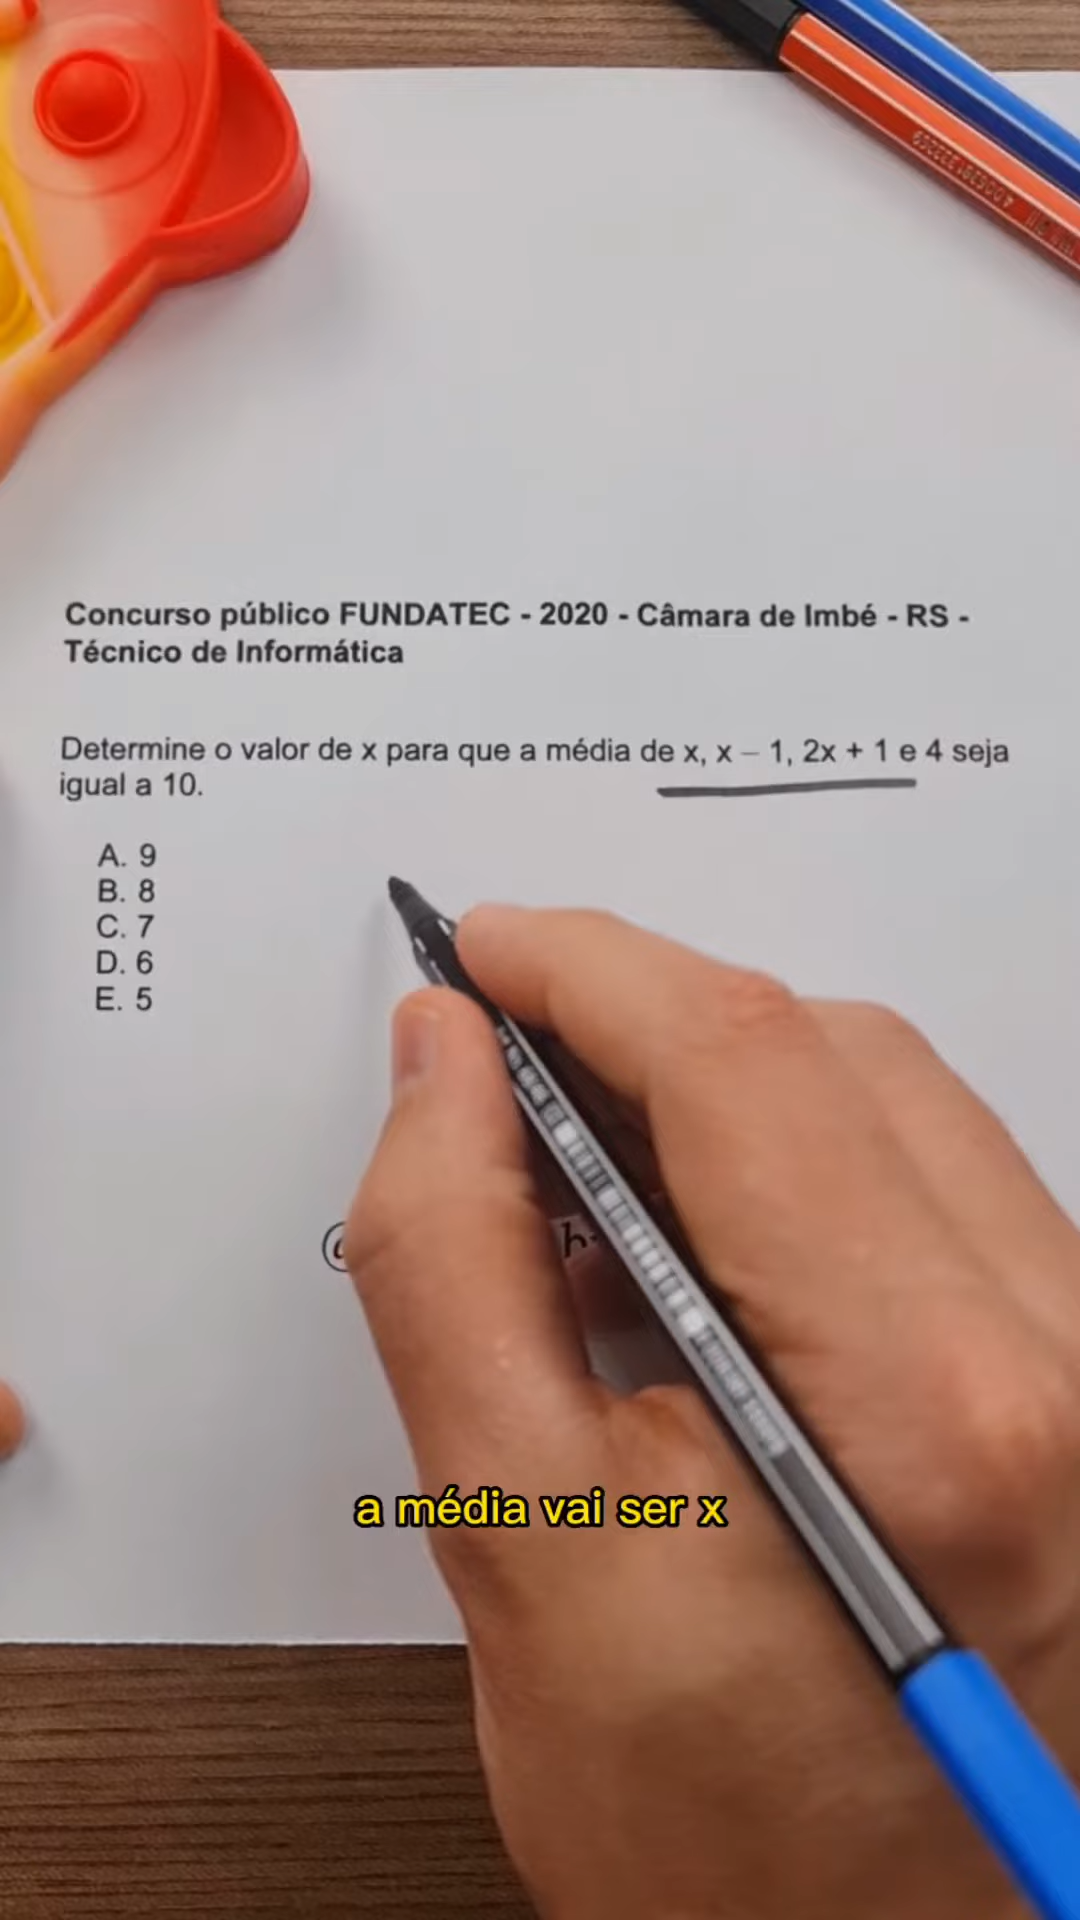 Concurso público FUNDATEC - 2020 - Câmara de Imbé - RS -
Técnico de Informática
Determine o valor de x para que a média de x, x – 1, 2x + 1 e 4 seja
igual a 10.
A. 9
B. 8
C. 7
D. 6
E. 5
a média vai ser x